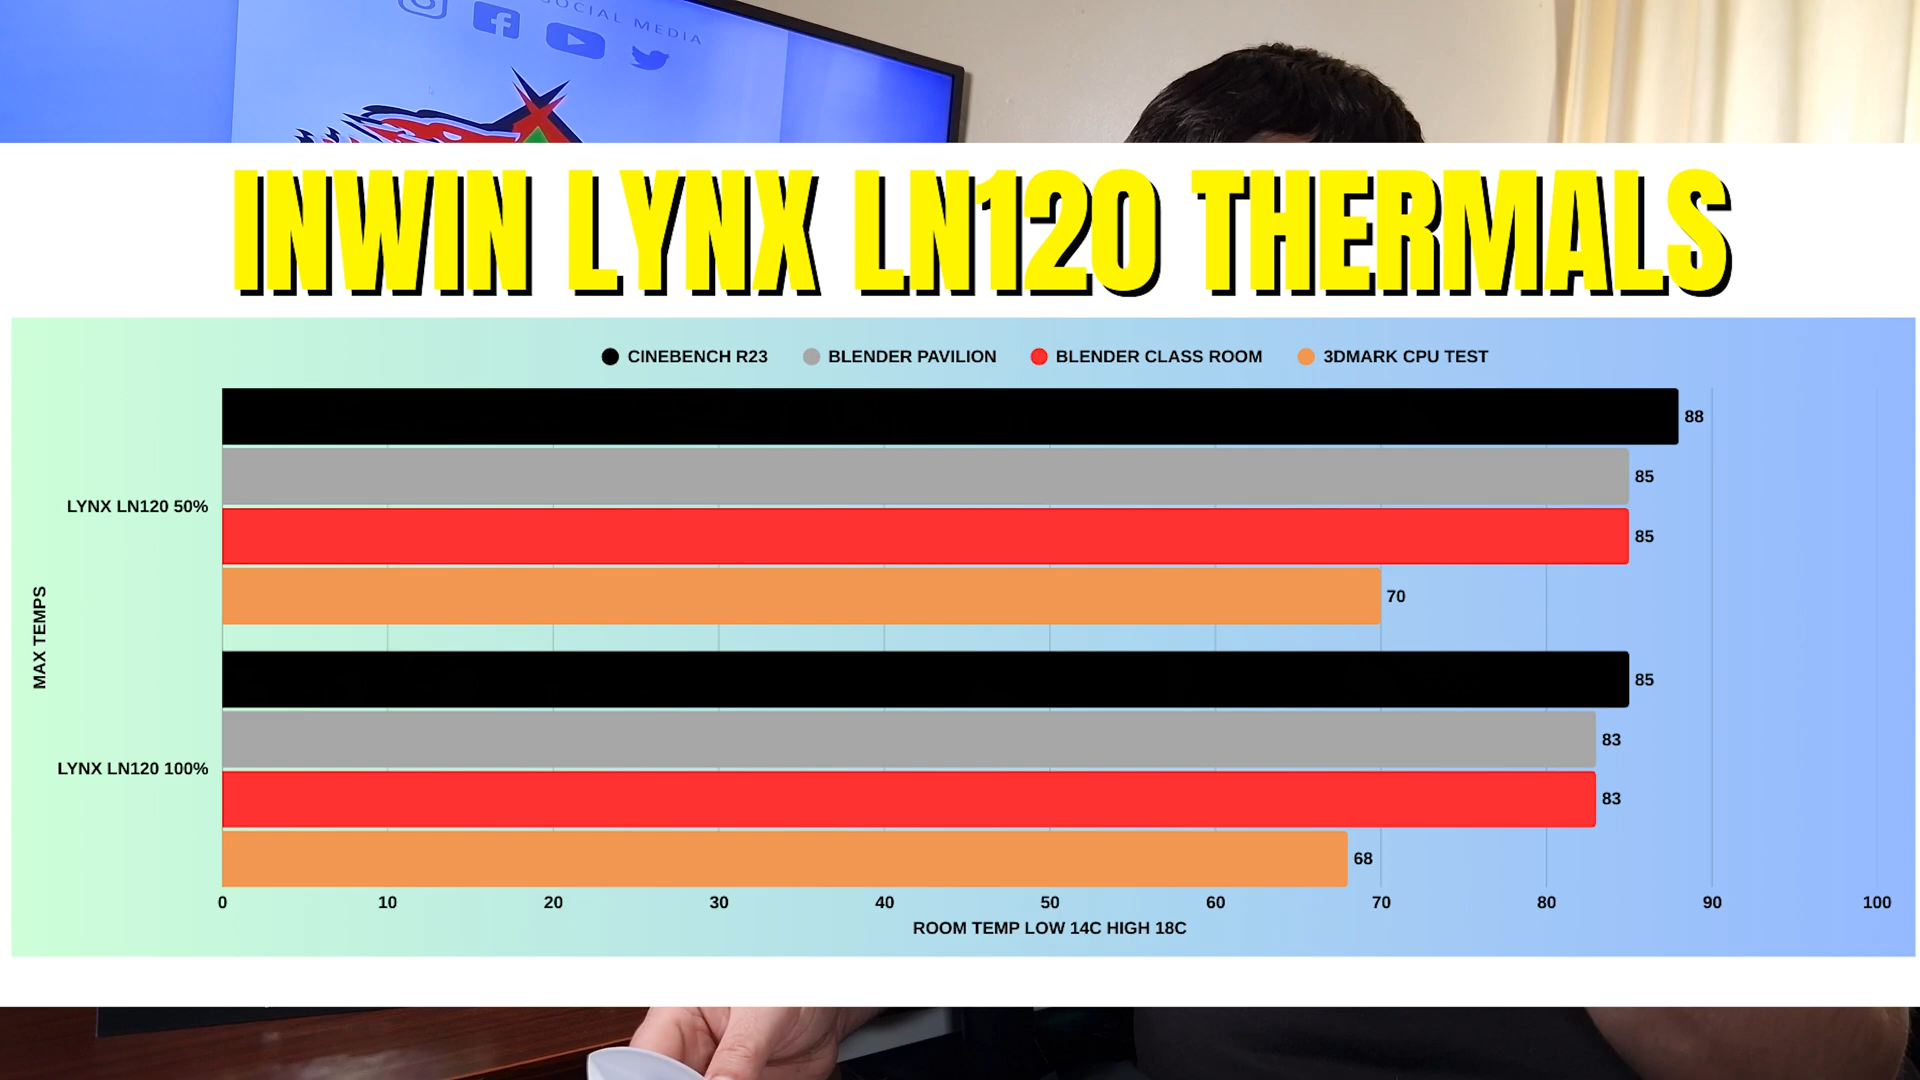 SOCIAL MEDIA
INWIN LYNX LN120 THERMALS
CINEBENCH R23 BLENDER PAVILION BLENDER CLASS ROOM 3DMARK CPU TEST
88
85
LYNX LN120 50%
85
70
MAX TEMPS
85
83
LYNX LN120 100%
83
68
0 10 20 30 40 50 60 70 80 90 100
ROOM TEMP LOW 14C HIGH 18C